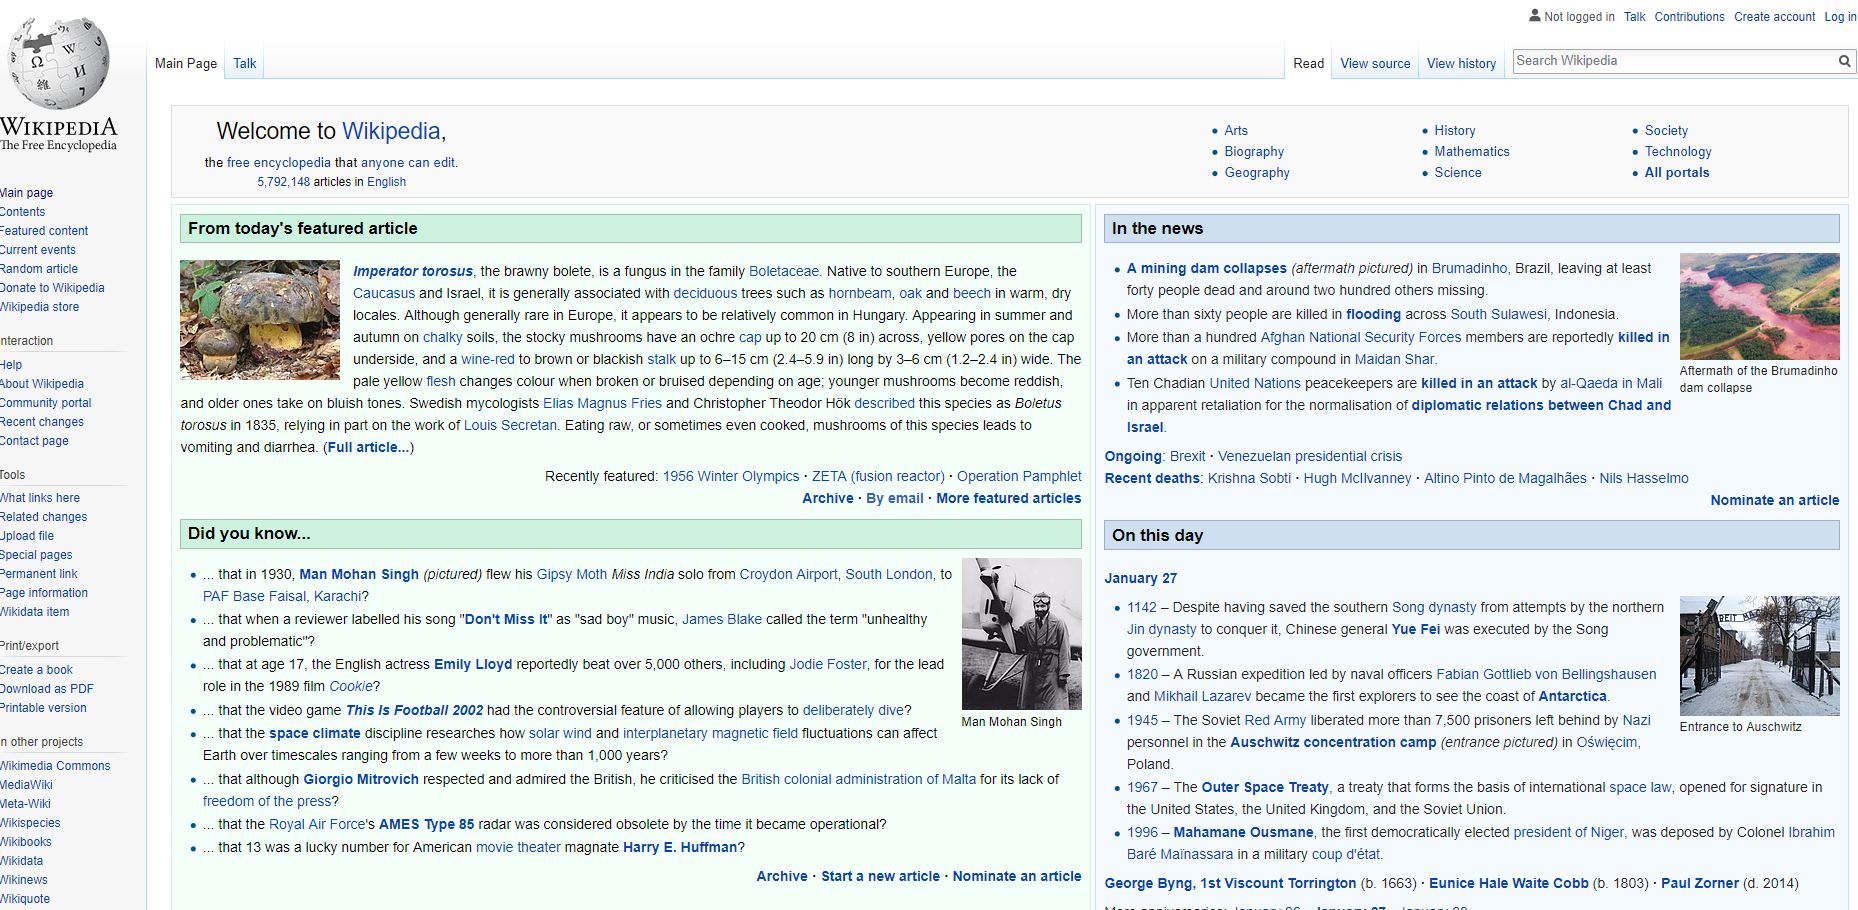 Not logged in Talk Contributions Create account Log in
Main Page Talk
Read View source View history Search Wikipedia
WIKIPEDIA
The Free Encyclopedia
Main page
Contents
Featured content
Current events
Random article
Donate to Wikipedia
Wikipedia store
Interaction
Help
About Wikipedia
Community portal
Recent changes
Contact page
Tools
What links here
Related changes
Upload file
Special pages
Permanent link
Page information
Wikidata item
Print/export
Create a book
Download as PDF
Printable version
In other projects
Wikimedia Commons
MediaWiki
Meta-Wiki
Wikispecies
Wikibooks
Wikidata
Wikinews
Wikiquote
Welcome to Wikipedia,
the free encyclopedia that anyone can edit.
5,792,148 articles in English
Arts
Biography
Geography
History
Mathematics
Science
Society
Technology
All portals
From today's featured article
Imperator torosus, the brawny bolete, is a fungus in the family Boletaceae. Native to southern Europe, the
Caucasus and Israel, it is generally associated with deciduous trees such as hornbeam, oak and beech in warm, dry
locales. Although generally rare in Europe, it appears to be relatively common in Hungary. Appearing in summer and
autumn on chalky soils, the stocky mushrooms have an ochre cap up to 20 cm (8 in) across, yellow pores on the cap
underside, and a wine-red to brown or blackish stalk up to 6–15 cm (2.4–5.9 in) long by 3–6 cm (1.2–2.4 in) wide. The
pale yellow flesh changes colour when broken or bruised depending on age; younger mushrooms become reddish,
and older ones take on bluish tones. Swedish mycologists Elias Magnus Fries and Christopher Theodor Hök described this species as Boletus
torosus in 1835, relying in part on the work of Louis Secretan. Eating raw, or sometimes even cooked, mushrooms of this species leads to
vomiting and diarrhea. (Full article...)
Recently featured: 1956 Winter Olympics · ZETA (fusion reactor) · Operation Pamphlet
Archive · By email · More featured articles
Did you know...
... that in 1930, Man Mohan Singh (pictured) flew his Gipsy Moth Miss India solo from Croydon Airport, South London, to
PAF Base Faisal, Karachi?
... that when a reviewer labelled his song "Don't Miss It" as "sad boy" music, James Blake called the term "unhealthy
and problematic"?
... that at age 17, the English actress Emily Lloyd reportedly beat over 5,000 others, including Jodie Foster, for the lead
role in the 1989 film Cookie?
... that the video game This Is Football 2002 had the controversial feature of allowing players to deliberately dive?
... that the space climate discipline researches how solar wind and interplanetary magnetic field fluctuations can affect
Earth over timescales ranging from a few weeks to more than 1,000 years?
... that although Giorgio Mitrovich respected and admired the British, he criticised the British colonial administration of Malta for its lack of
freedom of the press?
... that the Royal Air Force's AMES Type 85 radar was considered obsolete by the time it became operational?
... that 13 was a lucky number for American movie theater magnate Harry E. Huffman?
Man Mohan Singh
Archive · Start a new article · Nominate an article
In the news
A mining dam collapses (aftermath pictured) in Brumadinho, Brazil, leaving at least
forty people dead and around two hundred others missing.
More than sixty people are killed in flooding across South Sulawesi, Indonesia.
More than a hundred Afghan National Security Forces members are reportedly killed in
an attack on a military compound in Maidan Shar.
Ten Chadian United Nations peacekeepers are killed in an attack by al-Qaeda in Mali
in apparent retaliation for the normalisation of diplomatic relations between Chad and
Israel.
Aftermath of the Brumadinho
dam collapse
Ongoing: Brexit · Venezuelan presidential crisis
Recent deaths: Krishna Sobti · Hugh McIlvanney · Altino Pinto de Magalhães · Nils Hasselmo
Nominate an article
On this day
January 27
1142 – Despite having saved the southern Song dynasty from attempts by the northern
Jin dynasty to conquer it, Chinese general Yue Fei was executed by the Song
government.
1820 – A Russian expedition led by naval officers Fabian Gottlieb von Bellingshausen
and Mikhail Lazarev became the first explorers to see the coast of Antarctica.
1945 – The Soviet Red Army liberated more than 7,500 prisoners left behind by Nazi
personnel in the Auschwitz concentration camp (entrance pictured) in Oświęcim,
Poland.
1967 – The Outer Space Treaty, a treaty that forms the basis of international space law, opened for signature in
the United States, the United Kingdom, and the Soviet Union.
1996 – Mahamane Ousmane, the first democratically elected president of Niger, was deposed by Colonel Ibrahim
Baré Maïnassara in a military coup d'état.
Entrance to Auschwitz
George Byng, 1st Viscount Torrington (b. 1663) · Eunice Hale Waite Cobb (b. 1803) · Paul Zorner (d. 2014)